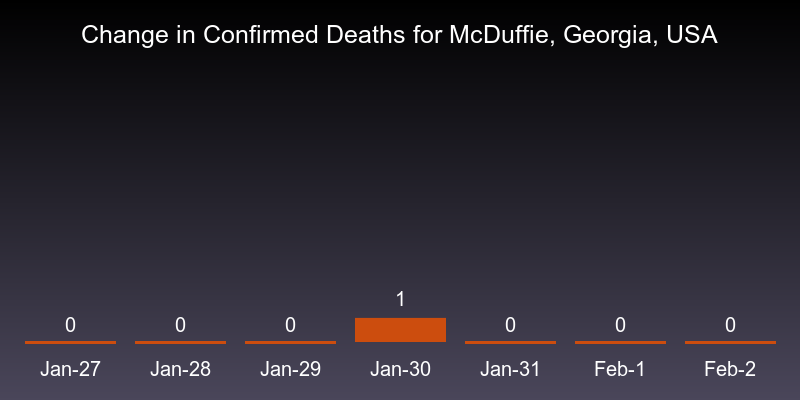 Change in Confirmed Deaths for McDuffie, Georgia, USA
1
0 0 0 0 0 0
Jan-27 Jan-28 Jan-29 Jan-30 Jan-31 Feb-1 Feb-2